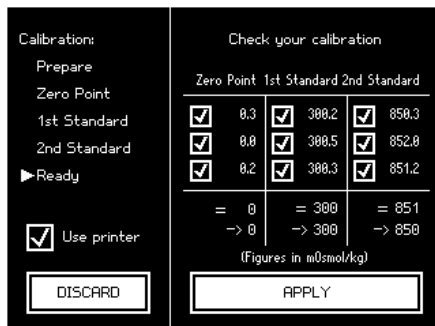 Calibration:
Prepare
Zero Point
1st Standard
2nd Standard
Ready
Use printer
DISCARD
Check your calibration
Zero Point 1st Standard 2nd Standard
0.3 300.2 850.3
0.0 300.5 852.0
0.2 300.3 851.2
= 0 = 300 = 851
-> 0 -> 300 -> 850
(Figures in mOsmol/kg)
APPLY